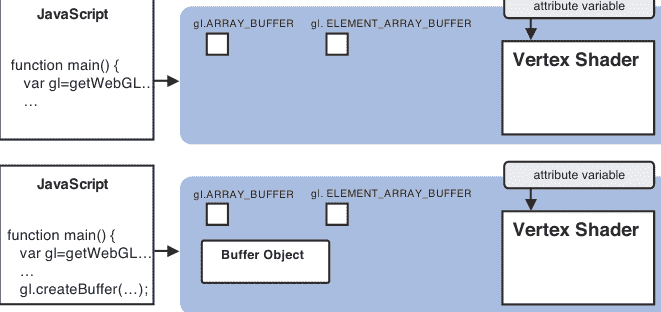 attribute variable
JavaScript
gl.ARRAY_BUFFER
gl. ELEMENT_ARRAY_BUFFER
Vertex Shader
function main() {
var gl=getWebGL...
...
attribute variable
JavaScript
gl.ARRAY_BUFFER
gl. ELEMENT_ARRAY_BUFFER
Vertex Shader
function main() {
var gl=getWebGL...
...
gl.createBuffer(...);
Buffer Object